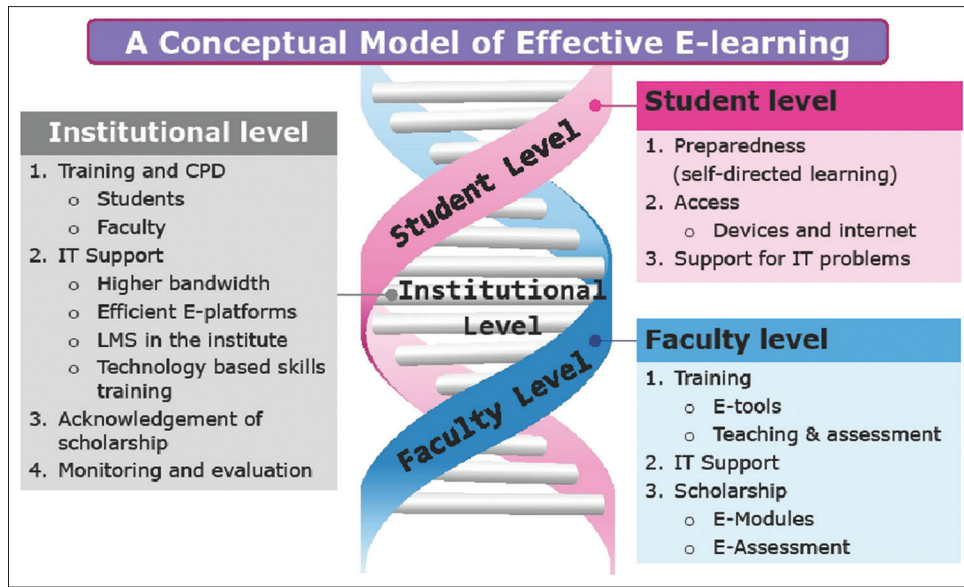 A Conceptual Model of Effective E-learning
Institutional level
1. Training and CPD
o Students
o Faculty
2. IT Support
o Higher bandwidth
o Efficient E-platforms
o LMS in the institute
o Technology based skills
training
3. Acknowledgement of
scholarship
4. Monitoring and evaluation
Student Level
Institutional
Level
Faculty Level
Student level
1. Preparedness
(self-directed learning)
2. Access
o Devices and internet
3. Support for IT problems
Faculty level
1. Training
o E-tools
o Teaching & assessment
2. IT Support
3. Scholarship
o E-Modules
o E-Assessment